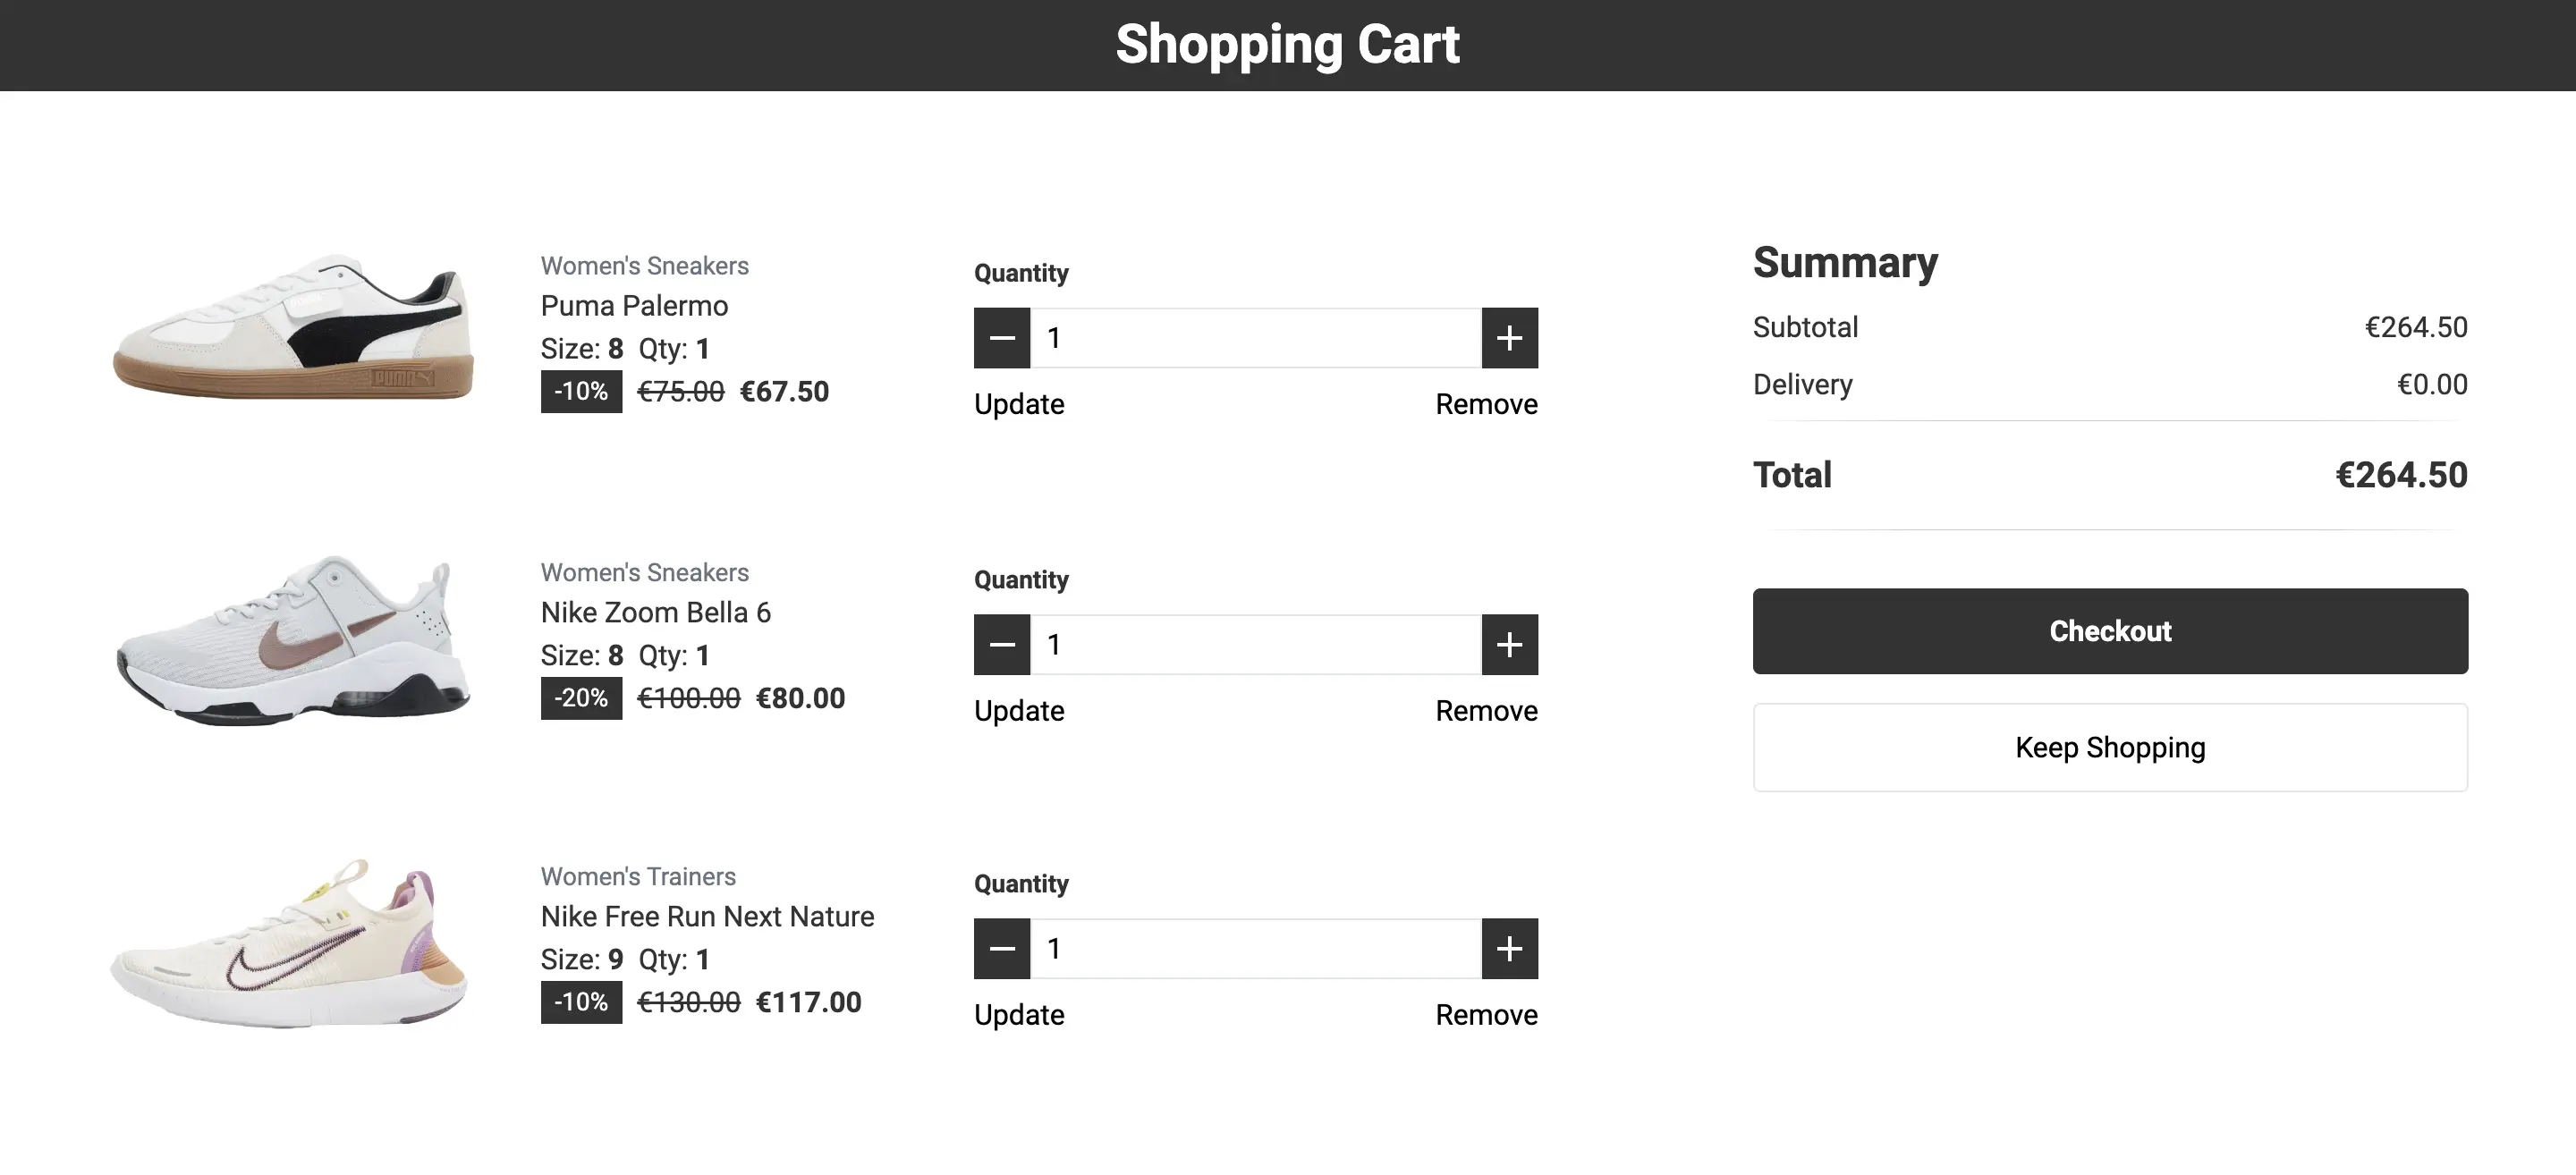 Shopping Cart
Women's Sneakers
Puma Palermo
Size: 8 Qty: 1
-10% €75.00 €67.50
Quantity
1
Update Remove
Women's Sneakers
Nike Zoom Bella 6
Size: 8 Qty: 1
-20% €100.00 €80.00
Quantity
1
Update Remove
Women's Trainers
Nike Free Run Next Nature
Size: 9 Qty: 1
-10% €130.00 €117.00
Quantity
1
Update Remove
Summary
Subtotal €264.50
Delivery €0.00
Total €264.50
Checkout
Keep Shopping
PUMA